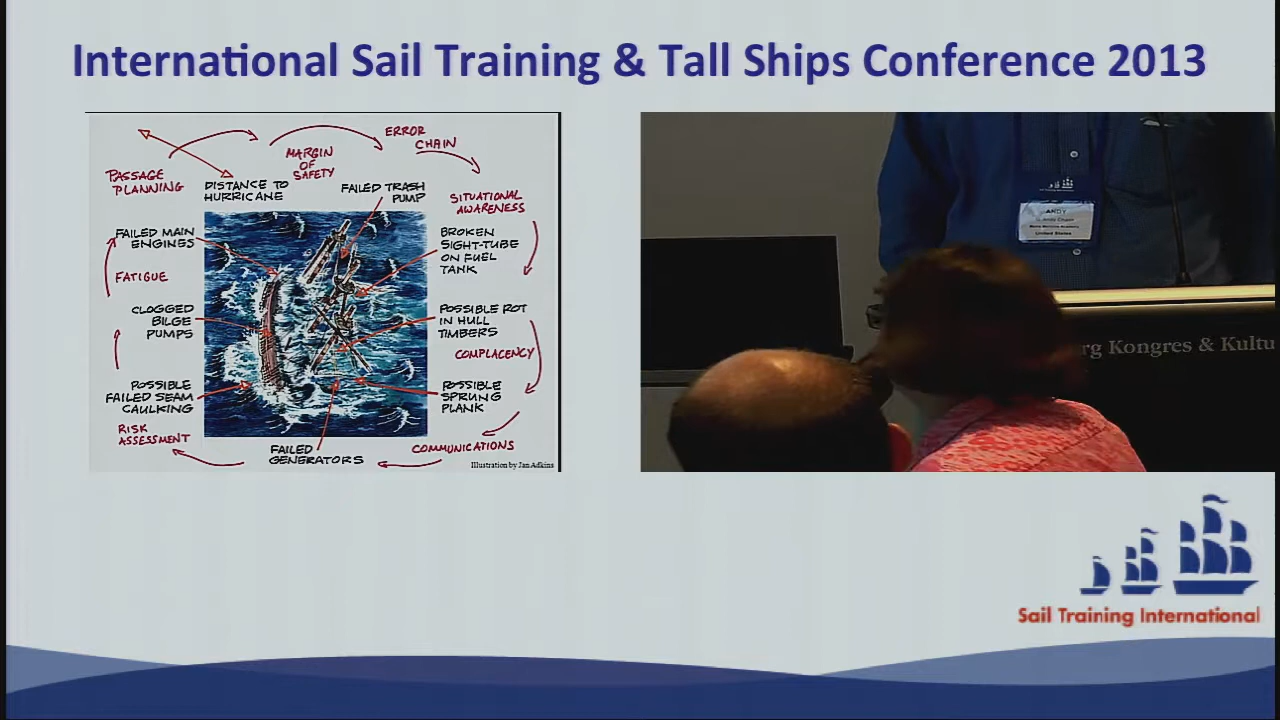 International Sail Training & Tall Ships Conference 2013
ERROR
CHAIN
MARGIN
OF
SAFETY
PASSAGE
PLANNING
DISTANCE TO
HURRICANE
FAILED TRASH
PUMP
SITUATIONAL
AWARENESS
FAILED MAIN
ENGINES
BROKEN
SIGHT-TUBE
ON FUEL
TANK
FATIGUE
CLOGGED
BILGE
PUMPS
POSSIBLE ROT
IN HULL
TIMBERS
COMPLACENCY
POSSIBLE
FAILED SEAM
CAULKING
POSSIBLE
SPRUNG
PLANK
RISK
ASSESSMENT
FAILED
GENERATORS
COMMUNICATIONS
Illustration by Jan Adkins
ANDY
United States
rg Kongres & Kultu
Sail Training International